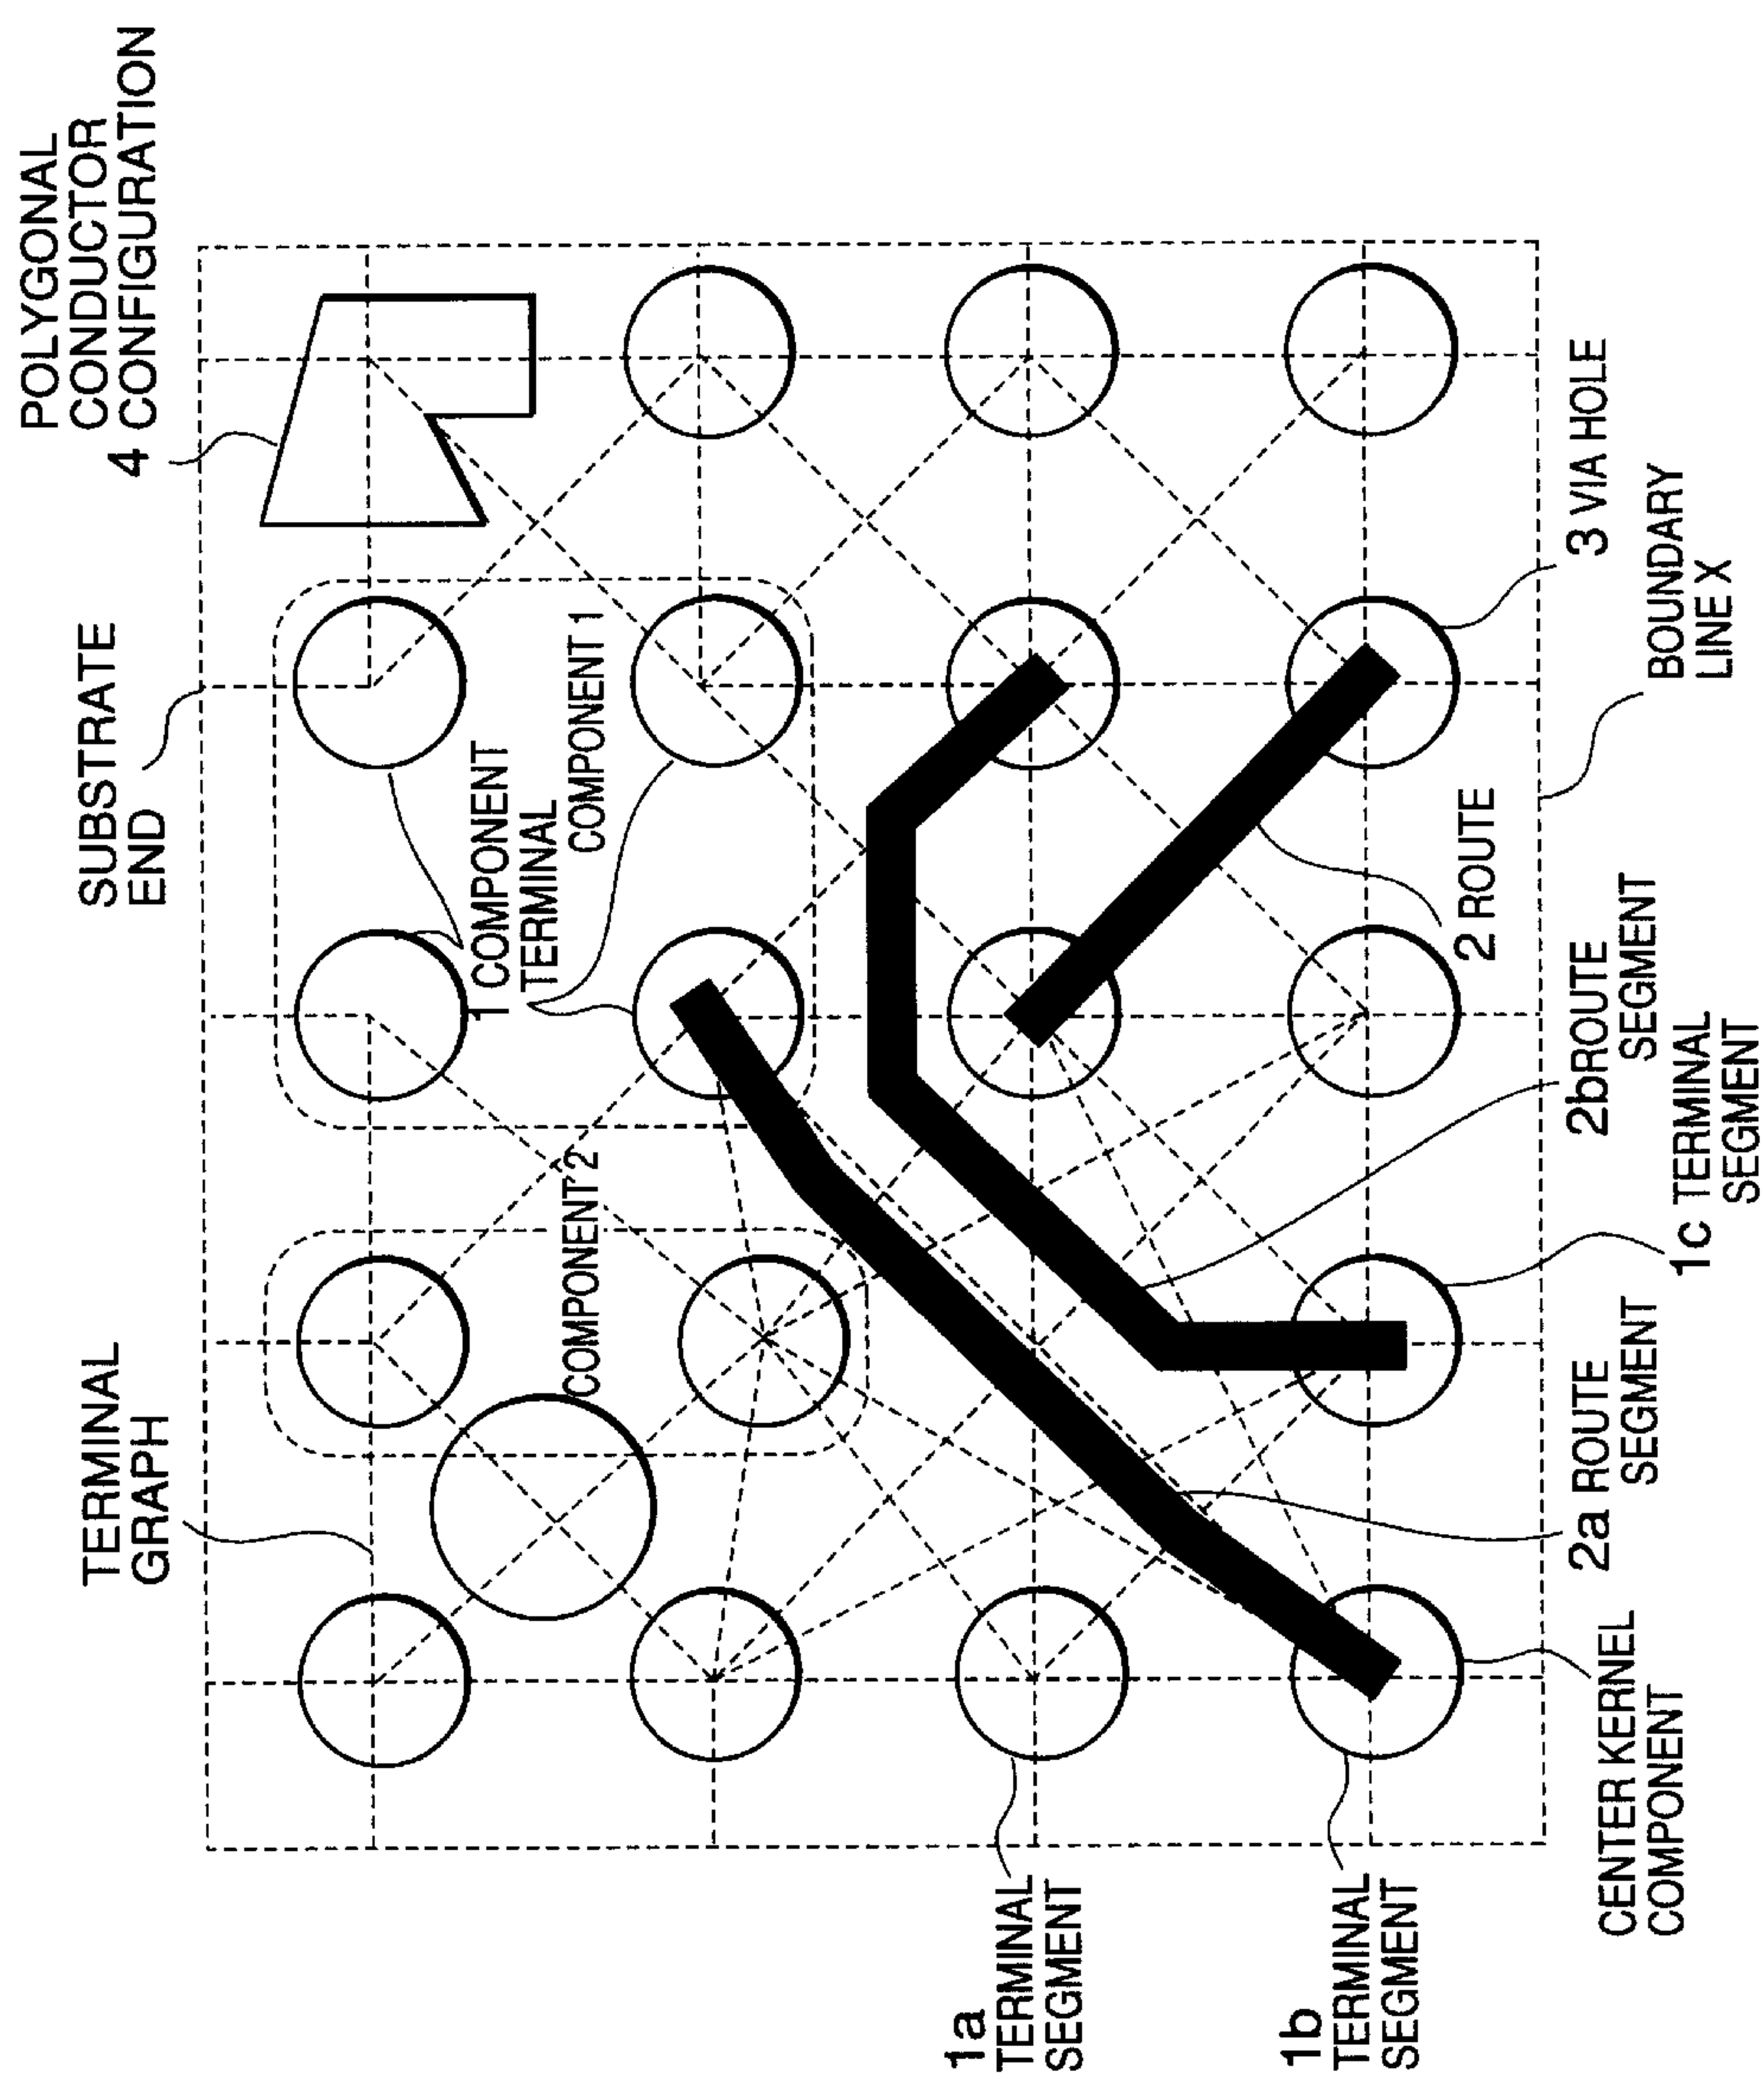 TERMINAL
GRAPH
SUBSTRATE
END
POLYGONAL
CONDUCTOR
4 CONFIGURATION
1 COMPONENT
TERMINAL
COMPONENT 1
COMPONENT 2
1a
TERMINAL
SEGMENT
1b
TERMINAL
SEGMENT
CENTER KERNEL
COMPONENT
2a ROUTE
SEGMENT
1c TERMINAL
SEGMENT
2b ROUTE
SEGMENT
2 ROUTE
BOUNDARY
LINE X
3 VIA HOLE